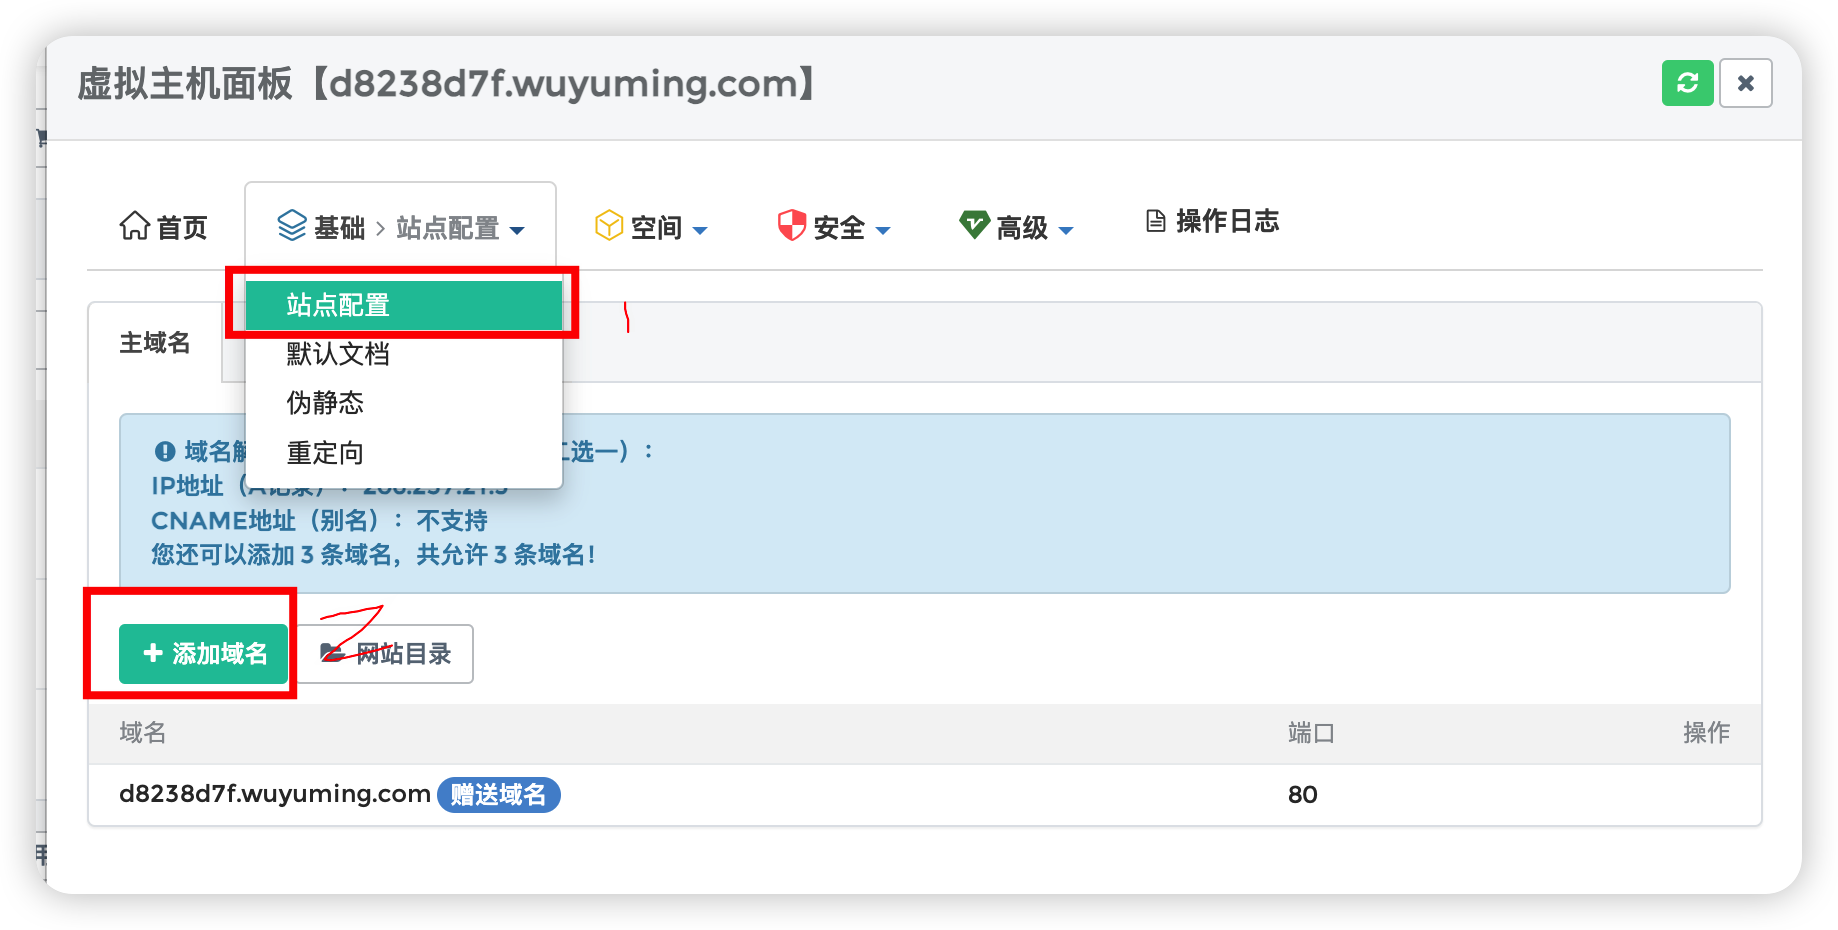 虚拟主机面板【d8238d7f.wuyuming.com】
首页
基础 > 站点配置
空间
安全
高级
操作日志
站点配置
1
主域名
默认文档
伪静态
重定向
域名 二选一）：
IP地址（A记录）：
CNAME地址（别名）：不支持
您还可以添加 3 条域名，共允许 3 条域名！
添加域名
2
网站目录
域名 端口 操作
d8238d7f.wuyuming.com 赠送域名 80